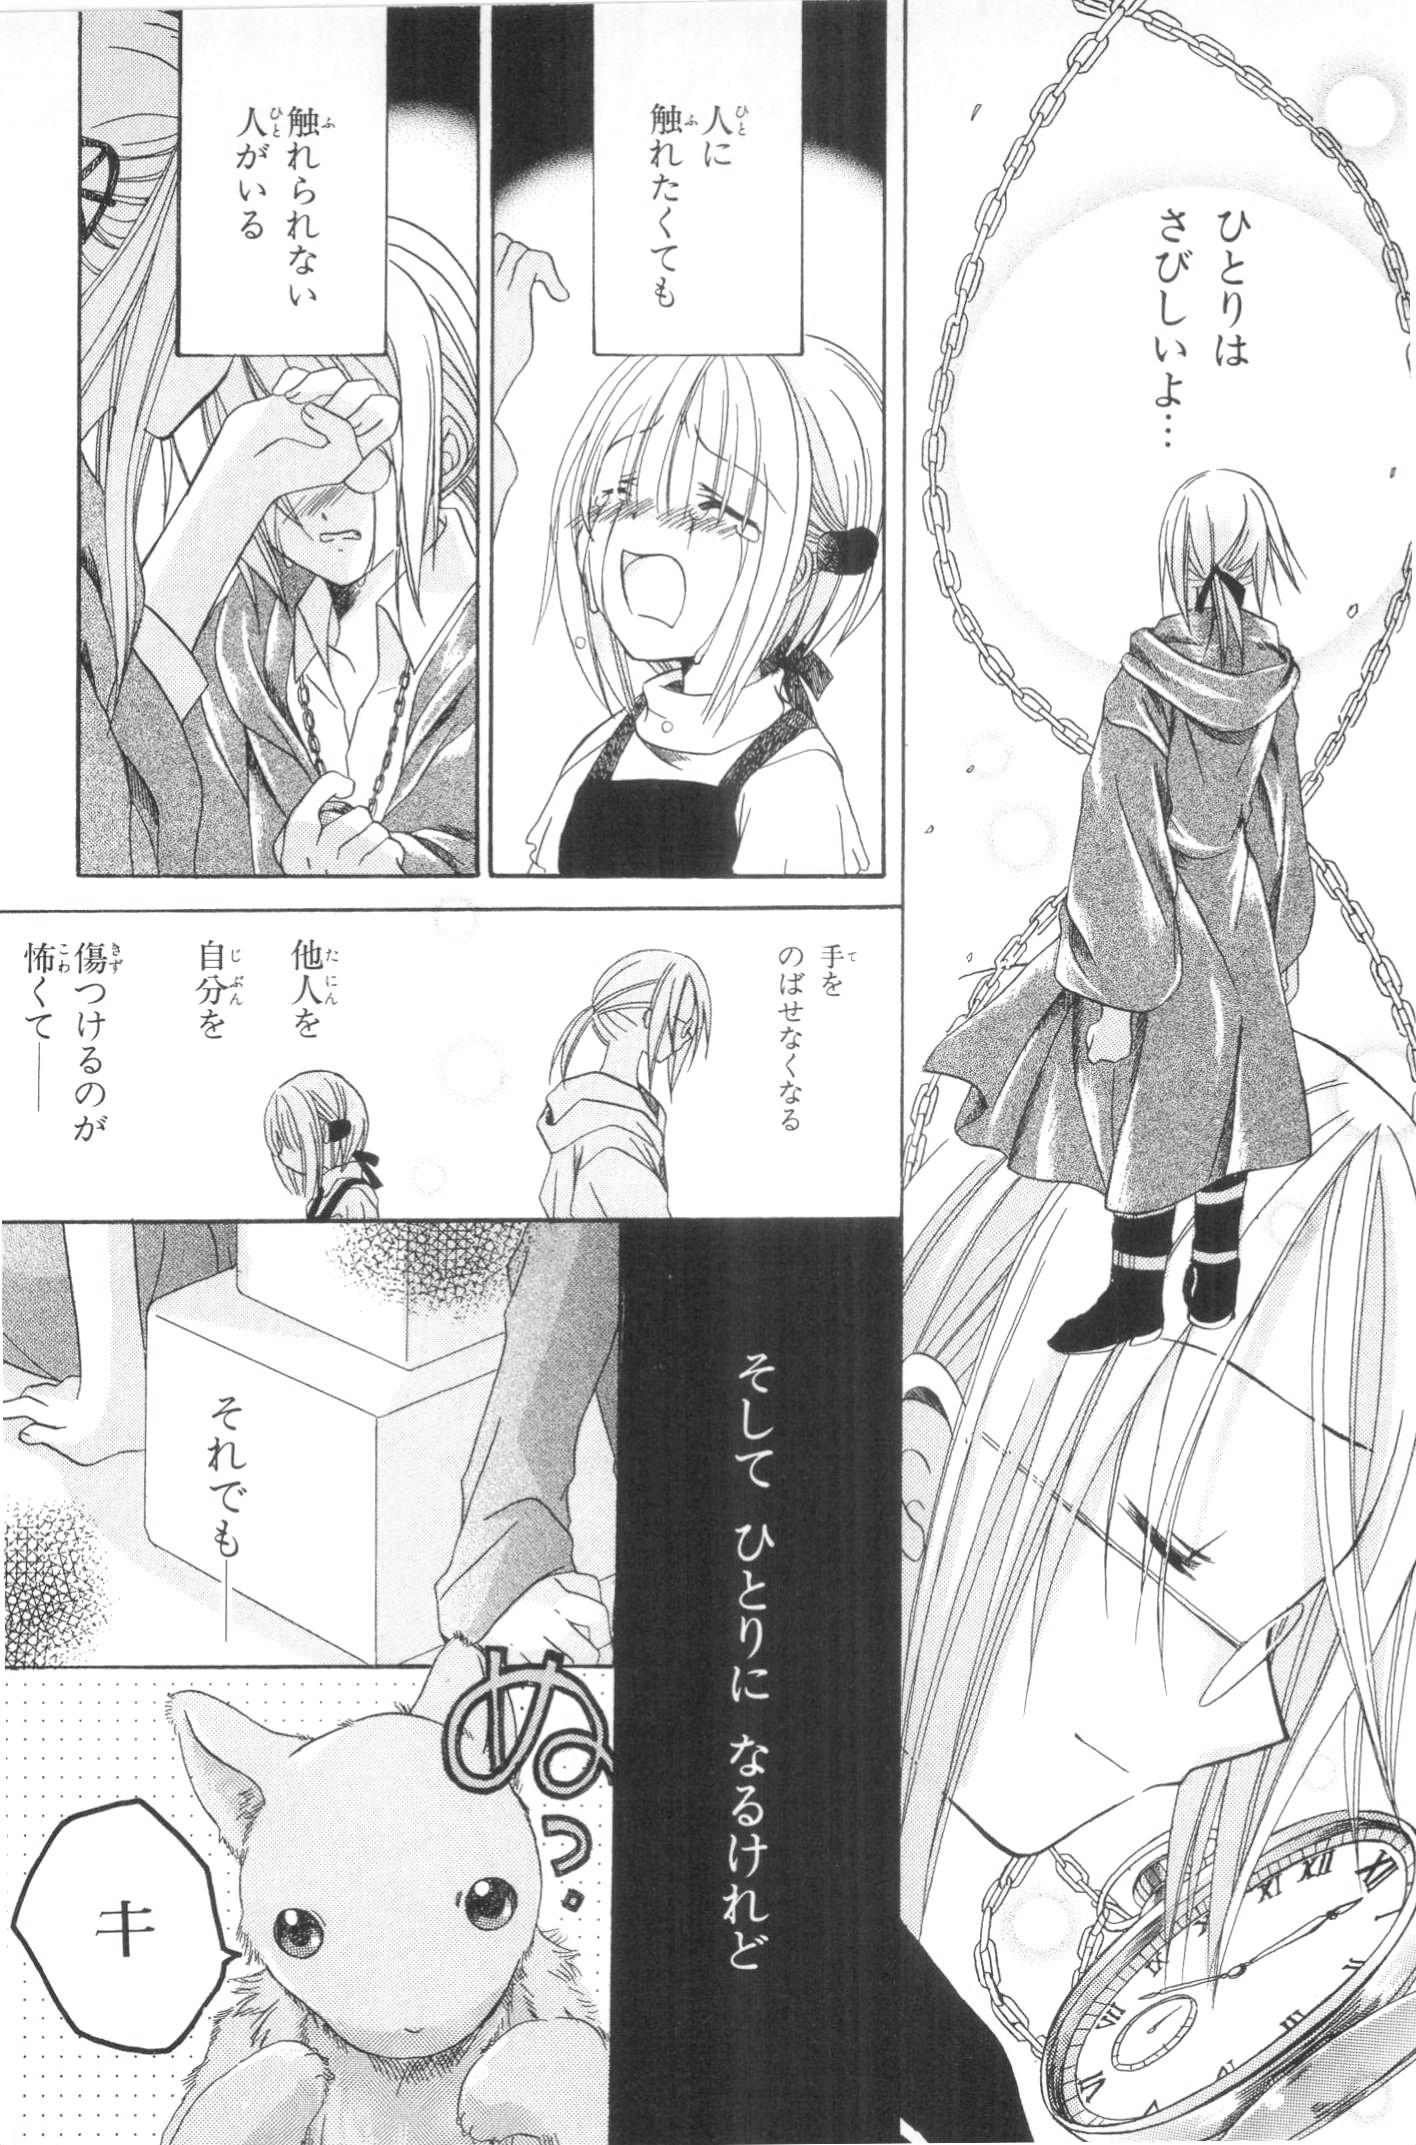 ひとりは
さびしいよ…
人に
触れたくても
触れられない
人がいる
手を
のばせなくなる
他人を
自分を
傷つけるのが
怖くて――
そして ひとりに なるけれど
それでも――
ぬっ
キ